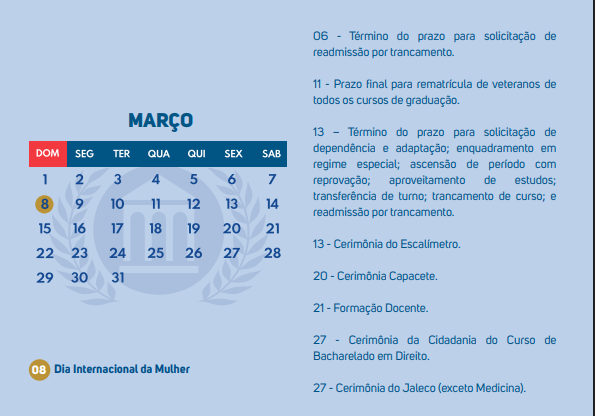 MARÇO
DOM SEG TER QUA QUI SEX SAB
1 2 3 4 5 6 7
8 9 10 11 12 13 14
15 16 17 18 19 20 21
22 23 24 25 26 27 28
29 30 31
08 Dia Internacional da Mulher
06 - Término do prazo para solicitação de
readmissão por trancamento.
11 - Prazo final para rematrícula de veteranos de
todos os cursos de graduação.
13 – Término do prazo para solicitação de
dependência e adaptação; enquadramento em
regime especial; ascensão de período com
reprovação; aproveitamento de estudos;
transferência de turno; trancamento de curso; e
readmissão por trancamento.
13 - Cerimônia do Escalímetro.
20 - Cerimônia Capacete.
21 - Formação Docente.
27 - Cerimônia da Cidadania do Curso de
Bacharelado em Direito.
27 - Cerimônia do Jaleco (exceto Medicina).